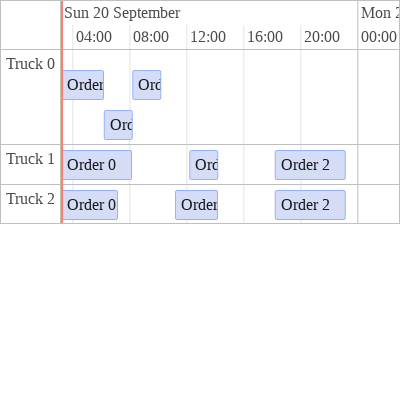 Sun 20 September Mon 2
04:00 08:00 12:00 16:00 20:00 00:00
Truck 0
Order Ord
Ord
Truck 1 Order 0 Ord Order 2
Truck 2 Order 0 Order Order 2